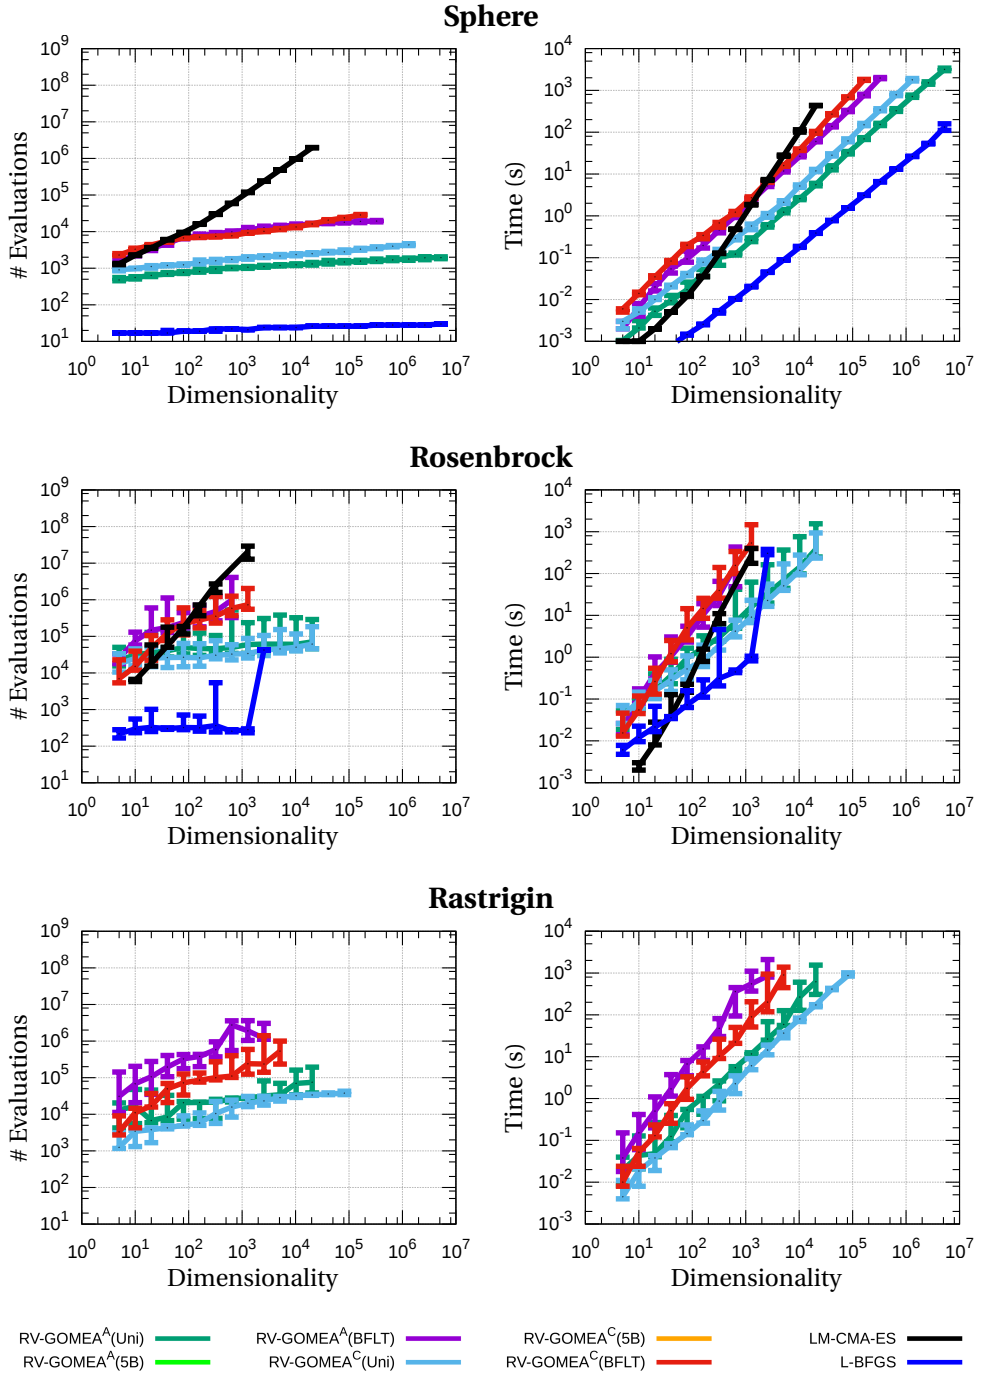 Sphere
# Evaluations
10^9
10^8
10^7
10^6
10^5
10^4
10^3
10^2
10^1
10^0 10^1 10^2 10^3 10^4 10^5 10^6 10^7
Dimensionality
Time (s)
10^4
10^3
10^2
10^1
10^0
10^-1
10^-2
10^-3
10^0 10^1 10^2 10^3 10^4 10^5 10^6 10^7
Dimensionality
Rosenbrock
# Evaluations
10^9
10^8
10^7
10^6
10^5
10^4
10^3
10^2
10^1
10^0 10^1 10^2 10^3 10^4 10^5 10^6 10^7
Dimensionality
Time (s)
10^4
10^3
10^2
10^1
10^0
10^-1
10^-2
10^-3
10^0 10^1 10^2 10^3 10^4 10^5 10^6 10^7
Dimensionality
Rastrigin
# Evaluations
10^9
10^8
10^7
10^6
10^5
10^4
10^3
10^2
10^1
10^0 10^1 10^2 10^3 10^4 10^5 10^6 10^7
Dimensionality
Time (s)
10^4
10^3
10^2
10^1
10^0
10^-1
10^-2
10^-3
10^0 10^1 10^2 10^3 10^4 10^5 10^6 10^7
Dimensionality
RV-GOMEA^A(Uni) RV-GOMEA^A(BFLT) RV-GOMEA^C(5B) LM-CMA-ES
RV-GOMEA^A(5B) RV-GOMEA^C(Uni) RV-GOMEA^C(BFLT) L-BFGS